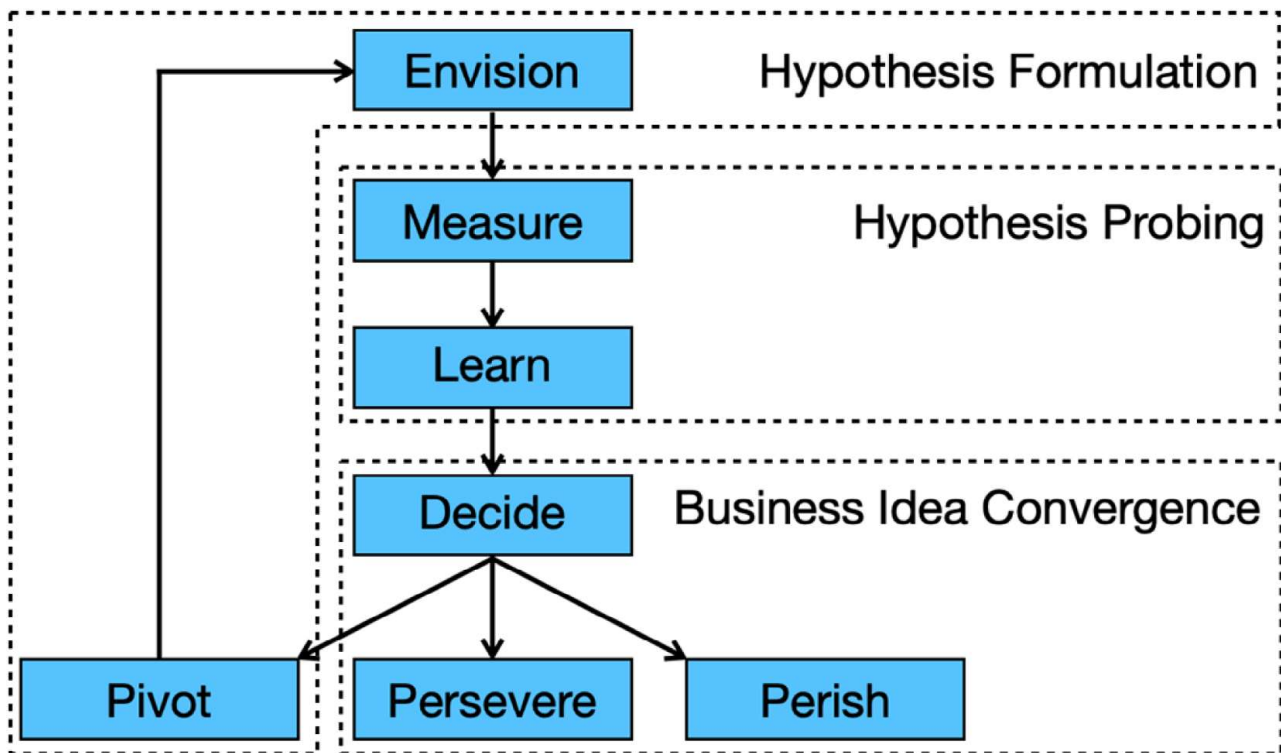 Envision
Hypothesis Formulation
Measure
Hypothesis Probing
Learn
Decide
Business Idea Convergence
Pivot
Persevere
Perish